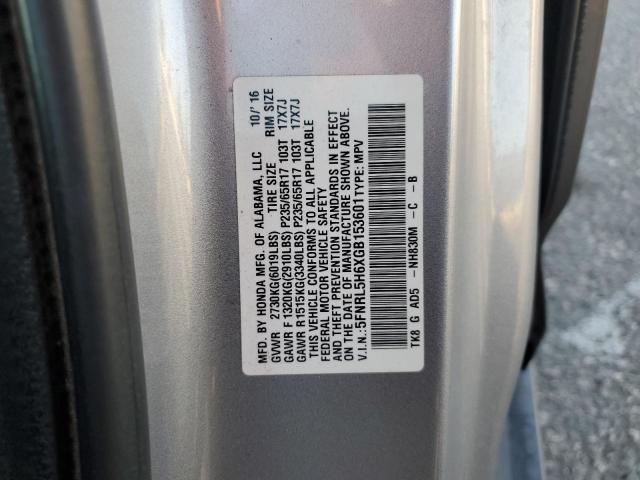 MFD. BY HONDA MFG. OF ALABAMA, LLC 10/' 16
GVWR 2730KG(6019LBS) TIRE SIZE RIM SIZE
GAWR F 1320KG(2910LBS) P235/65R17 103T 17X7J
GAWR R1515KG(3340LBS) P235/65R17 103T 17X7J
THIS VEHICLE CONFORMS TO ALL APPLICABLE
FEDERAL MOTOR VEHICLE SAFETY
AND THEFT PREVENTION STANDARDS IN EFFECT
ON THE DATE OF MANUFACTURE SHOWN ABOVE.
V.I.N.:5FNRL5H6XGB153601 TYPE: MPV
TK8 G AD5 -NH830M -C -B